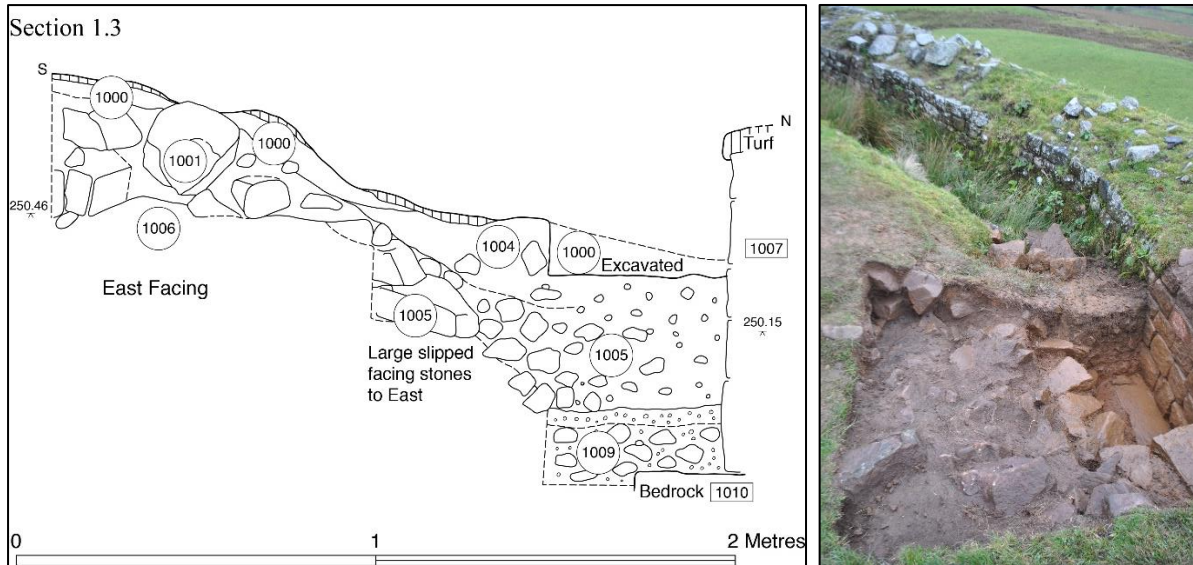 Section 1.3
S
1000
1001
1000
N
Turf
250.46
1006
1004
1000
1007
Excavated
East Facing
1005
250.15
Large slipped
facing stones
to East
1005
1009
Bedrock 1010
0 1 2 Metres